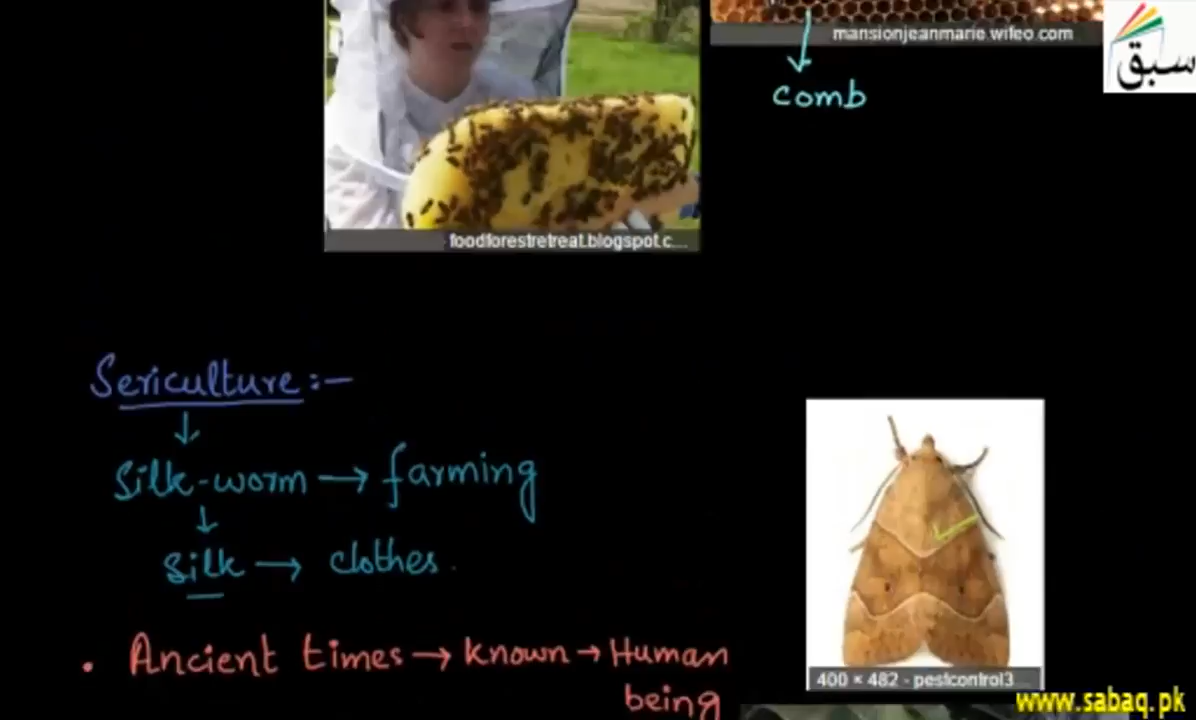 mansionjeanmarie.wifeo.com
سبق
comb
foodforestretreat.blogspot.c...
Sericulture:-
↓
Silk-worm → farming
↓
Silk → clothes.
• Ancient times → known → Human
being
400 × 482 - pestcontrol3...
www.sabaq.pk